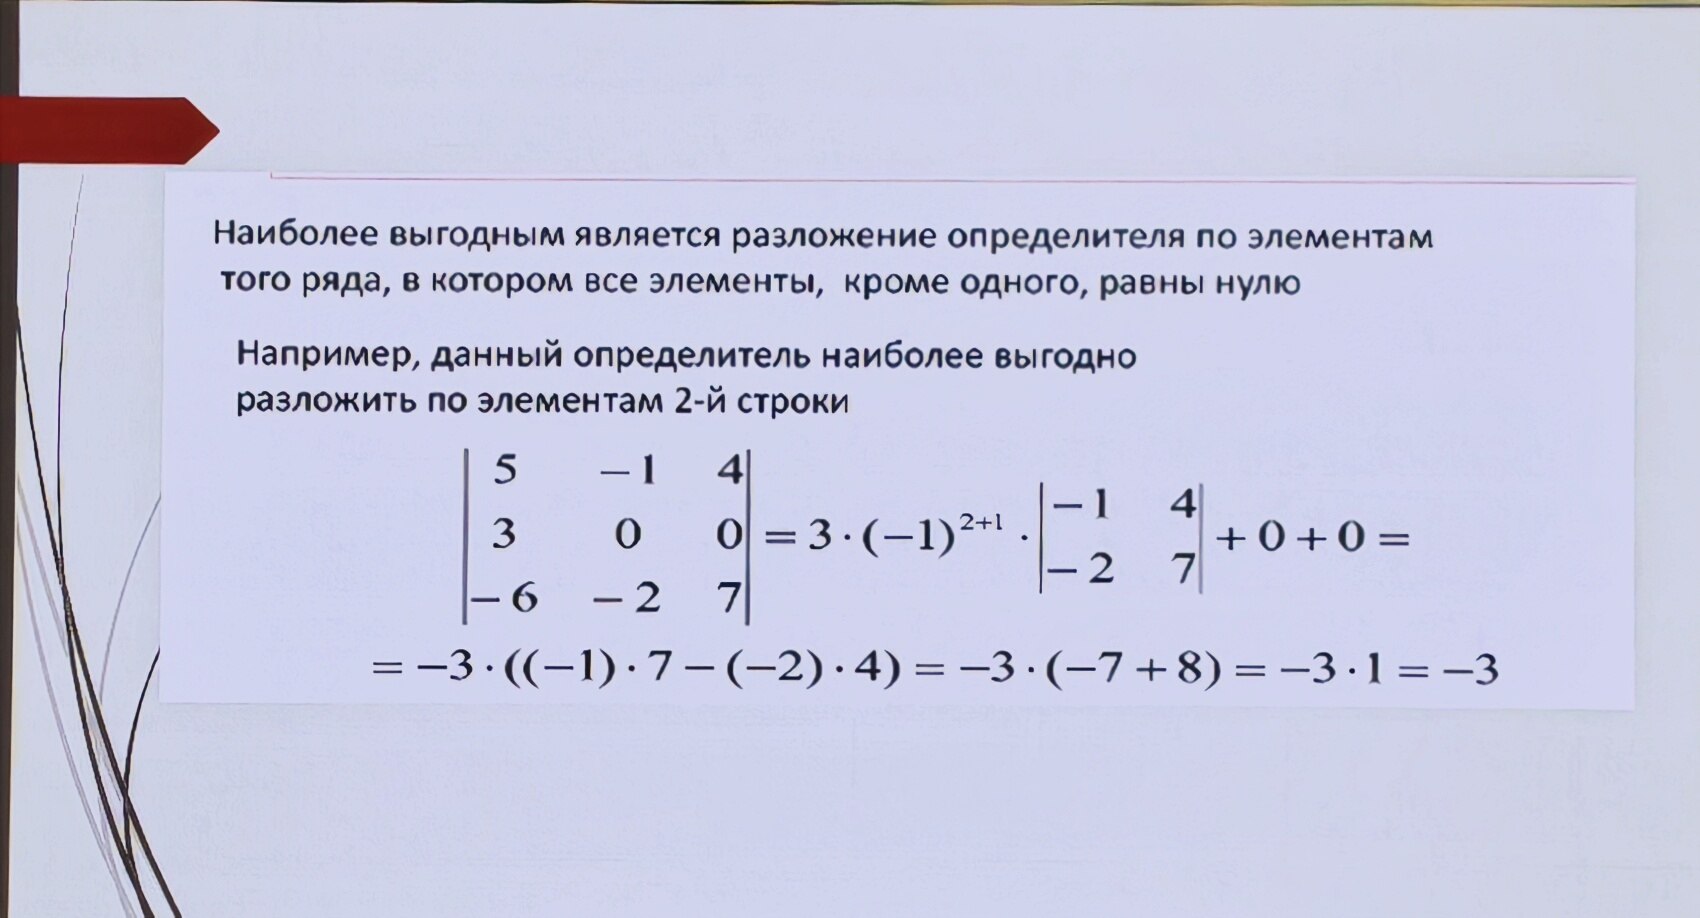 Наиболее выгодным является разложение определителя по элементам
того ряда, в котором все элементы, кроме одного, равны нулю
Например, данный определитель наиболее выгодно
разложить по элементам 2-й строки
| 5 −1 4 |
| 3 0 0 | = 3·(−1)²⁺¹ · | −1 4 | + 0 + 0 =
| −6 −2 7 | | −2 7 |
= −3·((−1)·7 − (−2)·4) = −3·(−7 + 8) = −3·1 = −3